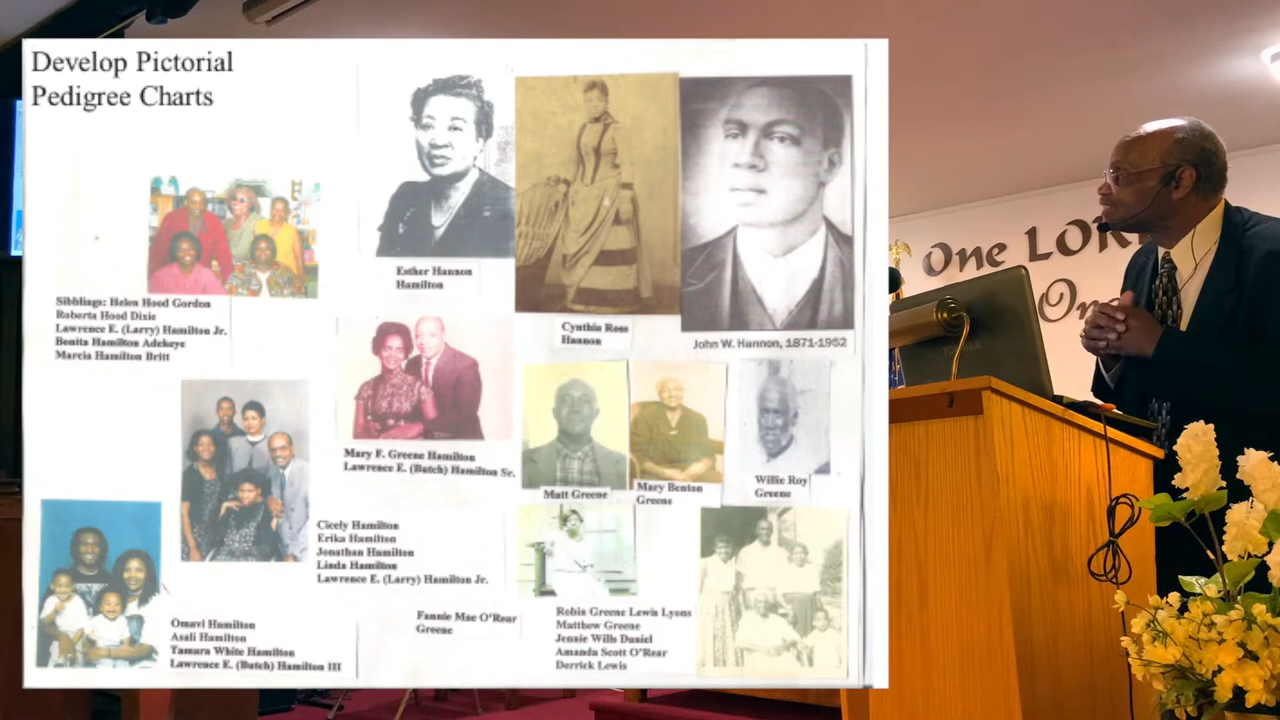 Develop Pictorial
Pedigree Charts
Esther Hannon
Hamilton
Cynthia Ross
Hannon
John W. Hannon, 1871-1952
Sibblings: Helen Hood Gordon
Roberta Hood Dixie
Lawrence E. (Larry) Hamilton Jr.
Benita Hamilton Adekeye
Marcia Hamilton Britt
Mary F. Greene Hamilton
Lawrence E. (Butch) Hamilton Sr.
Matt Greene
Mary Benton
Greene
Willie Roy
Greene
Cicely Hamilton
Erika Hamilton
Jonathan Hamilton
Linda Hamilton
Lawrence E. (Larry) Hamilton Jr.
Omavi Hamilton
Asali Hamilton
Tamara White Hamilton
Lawrence E. (Butch) Hamilton III
Fannie Mae O'Rear
Greene
Robin Greene Lewis Lyons
Matthew Greene
Jennie Wills Daniel
Amanda Scott O'Rear
Derrick Lewis
One LOR
On
TOSHIBA